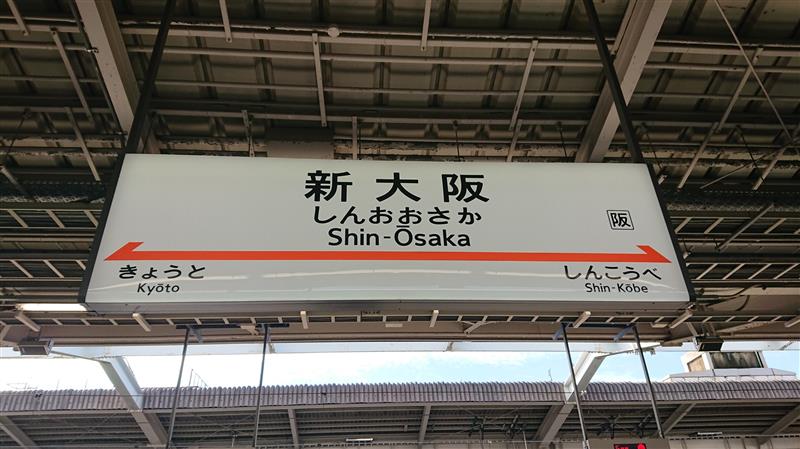 新大阪
しんおおさか
Shin-Ōsaka
阪
きょうと
Kyōto
しんこうべ
Shin-Kōbe